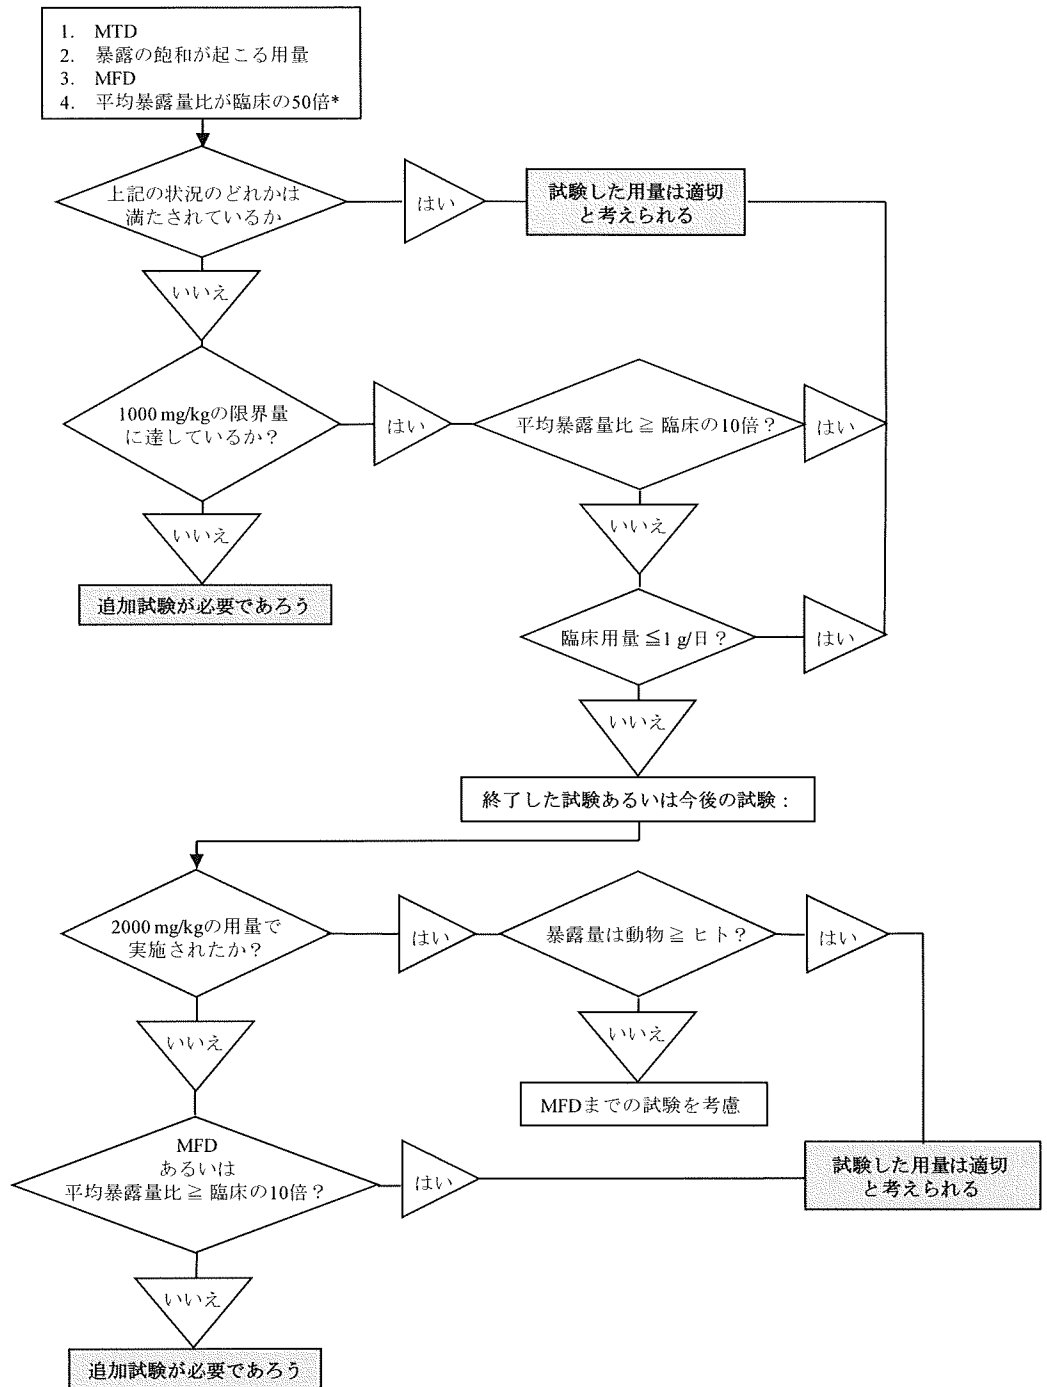 1. MTD
2. 暴露の飽和が起こる用量
3. MFD
4. 平均暴露量比が臨床の50倍*
上記の状況のどれかは
満たされているか
はい
試験した用量は適切
と考えられる
いいえ
1000 mg/kgの限界量
に達しているか?
はい
平均暴露量比 ≧ 臨床の10倍?
はい
いいえ
いいえ
追加試験が必要であろう
臨床用量 ≦1 g/日?
はい
いいえ
終了した試験あるいは今後の試験:
2000 mg/kgの用量で
実施されたか?
はい
暴露量は動物 ≧ ヒト?
はい
いいえ
いいえ
MFDまでの試験を考慮
MFD
あるいは
平均暴露量比 ≧ 臨床の10倍?
はい
試験した用量は適切
と考えられる
いいえ
追加試験が必要であろう